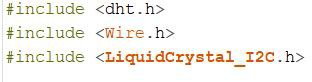 #include <dht.h>
#include <Wire.h>
#include <LiquidCrystal_I2C.h>